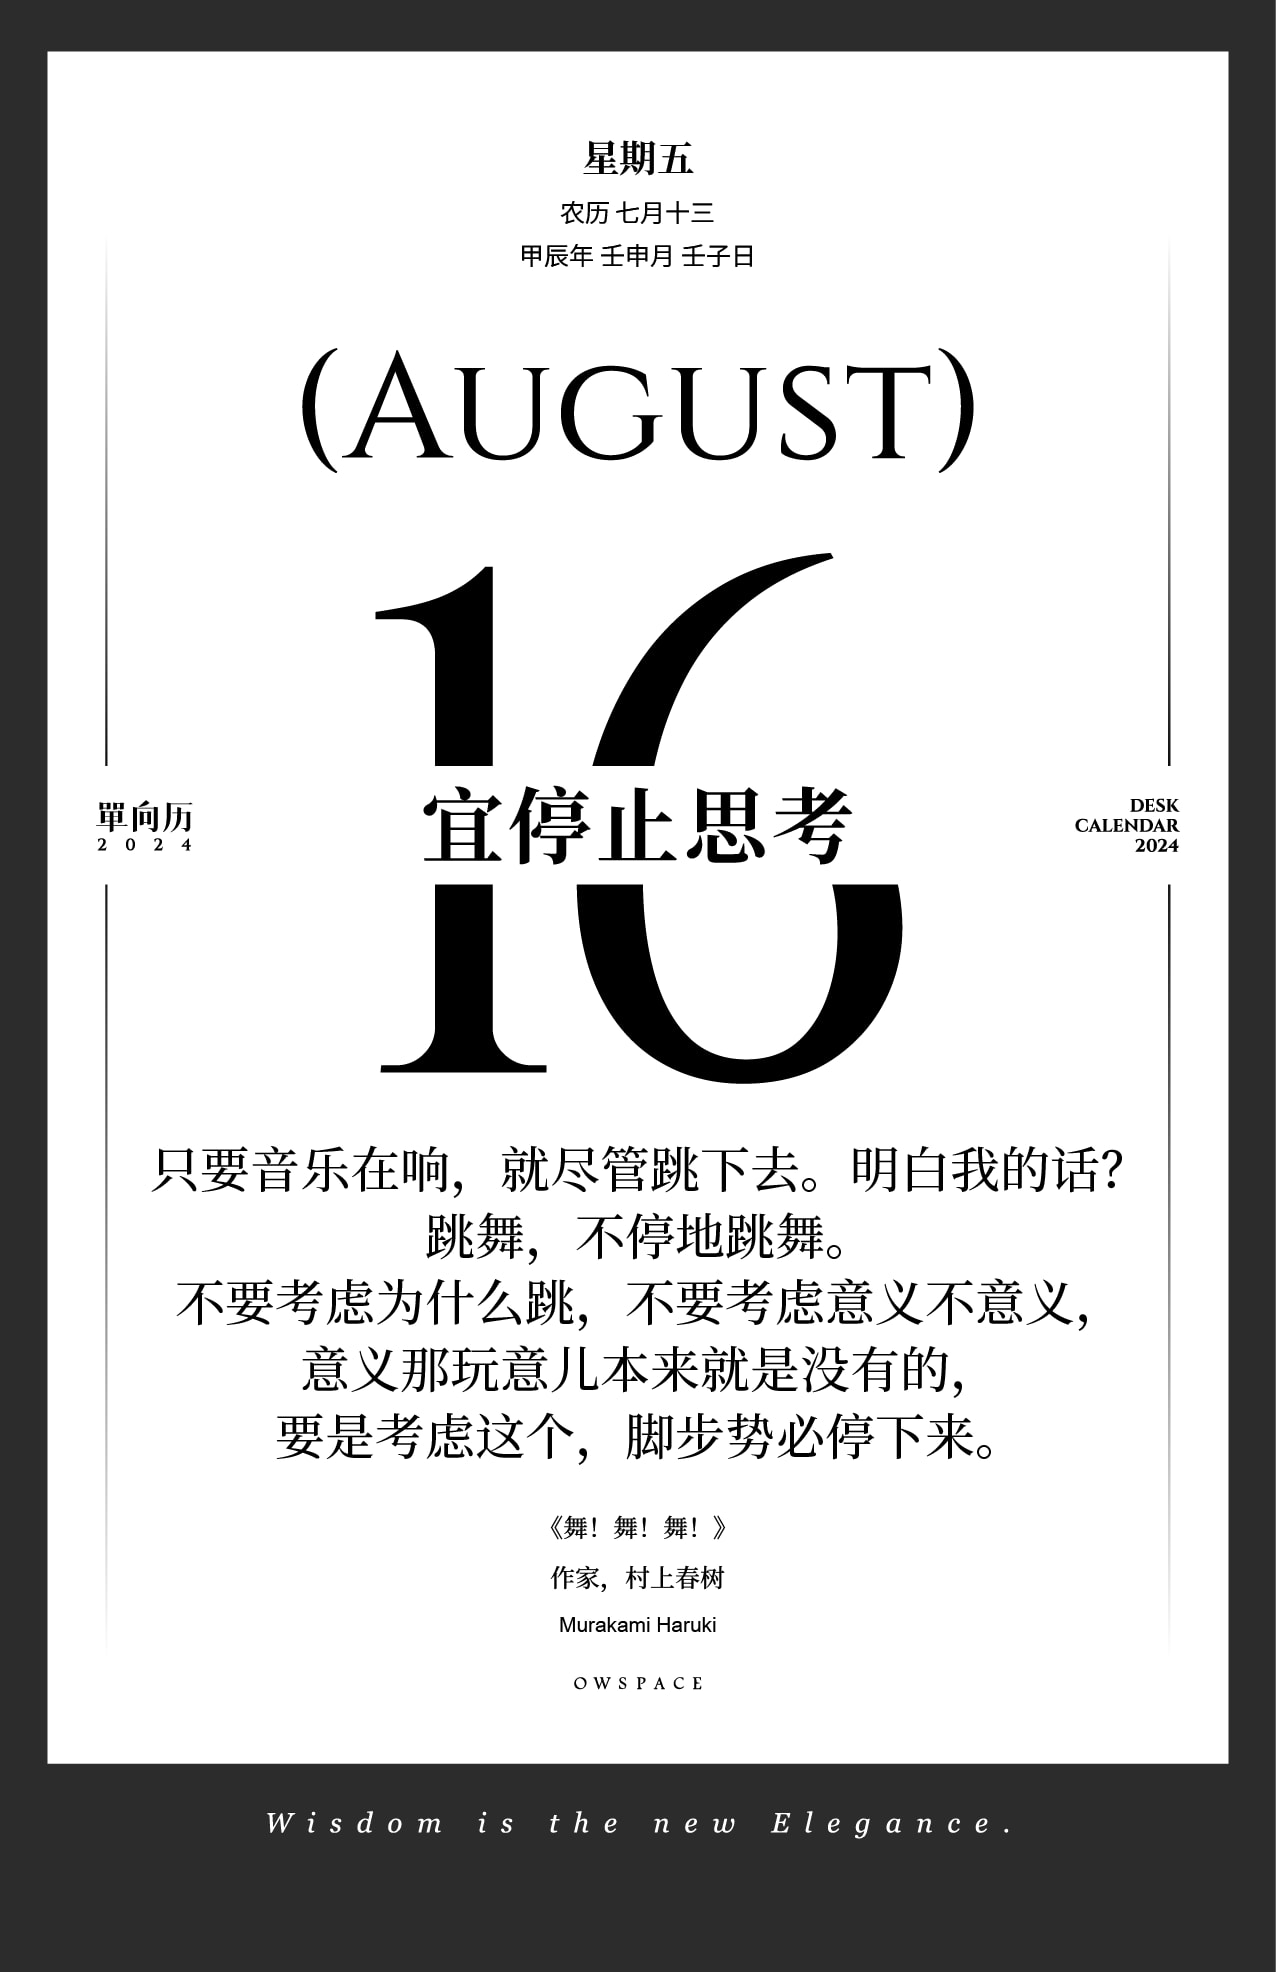 星期五
农历 七月十三
甲辰年 壬申月 壬子日
(AUGUST)
16
單向历
2024
宜停止思考
DESK
CALENDAR
2024
只要音乐在响，就尽管跳下去。明白我的话？
跳舞，不停地跳舞。
不要考虑为什么跳，不要考虑意义不意义，
意义那玩意儿本来就是没有的，
要是考虑这个，脚步势必停下来。
《舞！舞！舞！》
作家，村上春树
Murakami Haruki
OWSPACE
Wisdom is the new Elegance.